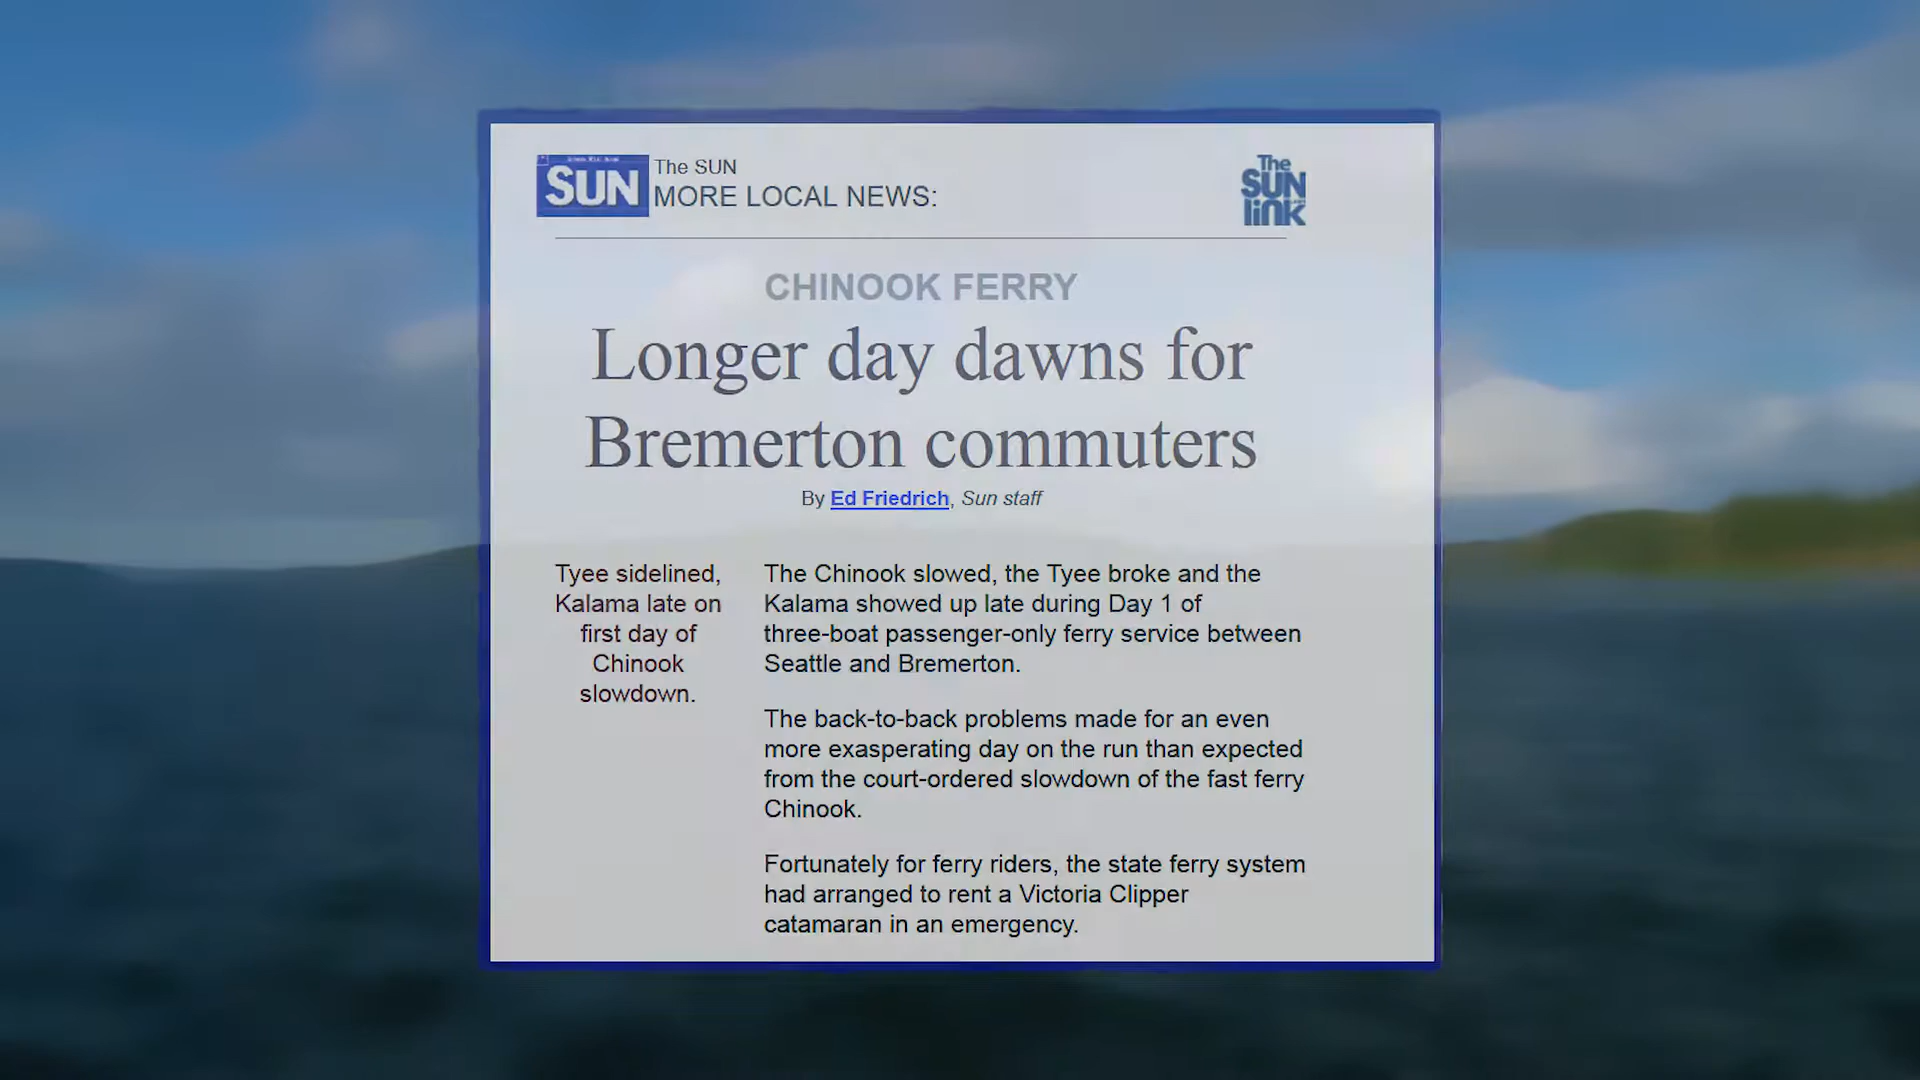 SUN
The SUN
MORE LOCAL NEWS:
The
SUN
link
CHINOOK FERRY
Longer day dawns for
Bremerton commuters
By Ed Friedrich, Sun staff
Tyee sidelined,
Kalama late on
first day of
Chinook
slowdown.
The Chinook slowed, the Tyee broke and the
Kalama showed up late during Day 1 of
three-boat passenger-only ferry service between
Seattle and Bremerton.
The back-to-back problems made for an even
more exasperating day on the run than expected
from the court-ordered slowdown of the fast ferry
Chinook.
Fortunately for ferry riders, the state ferry system
had arranged to rent a Victoria Clipper
catamaran in an emergency.